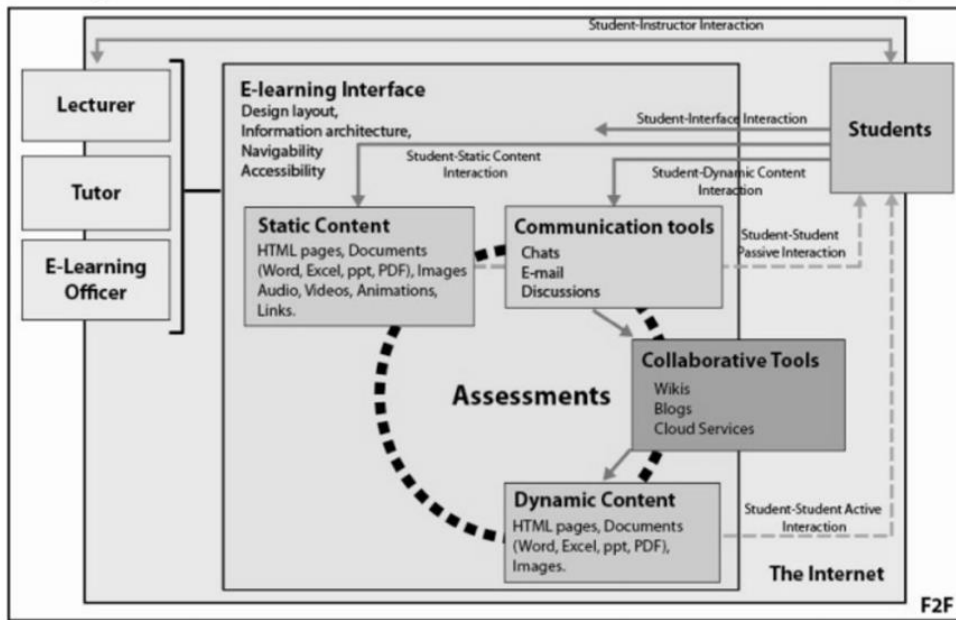 Student-Instructor Interaction
Lecturer
Tutor
E-Learning
Officer
E-learning Interface
Design layout,
Information architecture,
Navigability
Accessibility
Student-Interface Interaction
Students
Student-Static Content
Interaction
Student-Dynamic Content
Interaction
Static Content
HTML pages, Documents
(Word, Excel, ppt, PDF), Images
Audio, Videos, Animations,
Links.
Communication tools
Chats
E-mail
Discussions
Student-Student
Passive Interaction
Assessments
Collaborative Tools
Wikis
Blogs
Cloud Services
Dynamic Content
HTML pages, Documents
(Word, Excel, ppt, PDF),
Images.
Student-Student Active
Interaction
The Internet
F2F